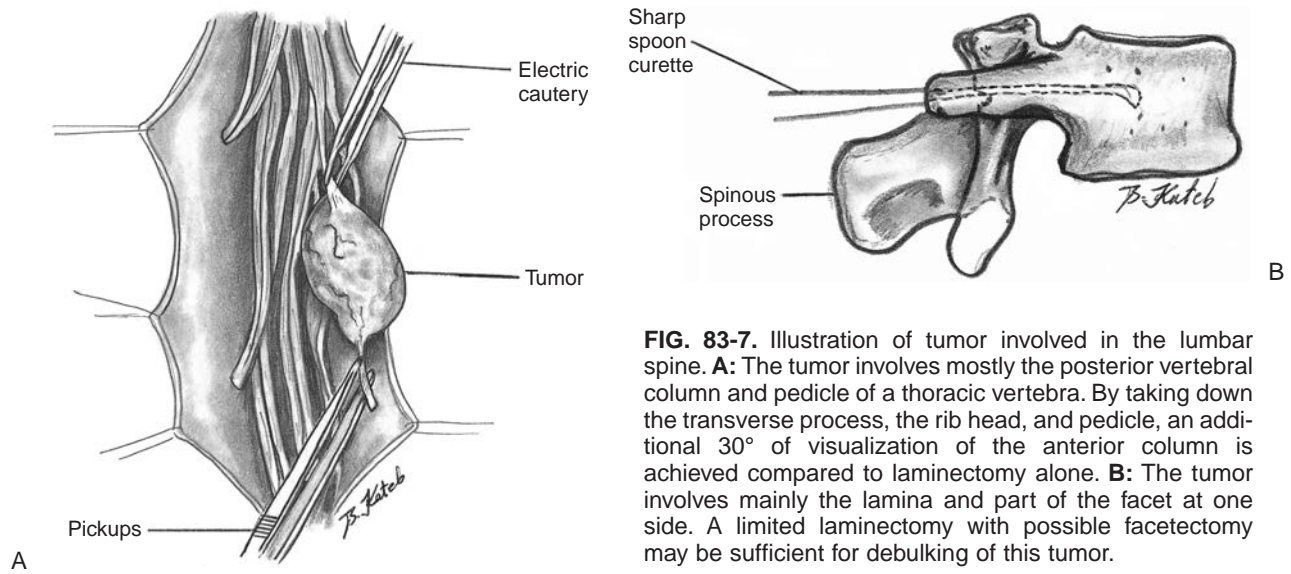 Electric
cautery
Tumor
Pickups
A
B. Kateb
Sharp
spoon
curette
Spinous
process
B. Kateb
B
FIG. 83-7. Illustration of tumor involved in the lumbar
spine. A: The tumor involves mostly the posterior vertebral
column and pedicle of a thoracic vertebra. By taking down
the transverse process, the rib head, and pedicle, an addi-
tional 30° of visualization of the anterior column is
achieved compared to laminectomy alone. B: The tumor
involves mainly the lamina and part of the facet at one
side. A limited laminectomy with possible facetectomy
may be sufficient for debulking of this tumor.